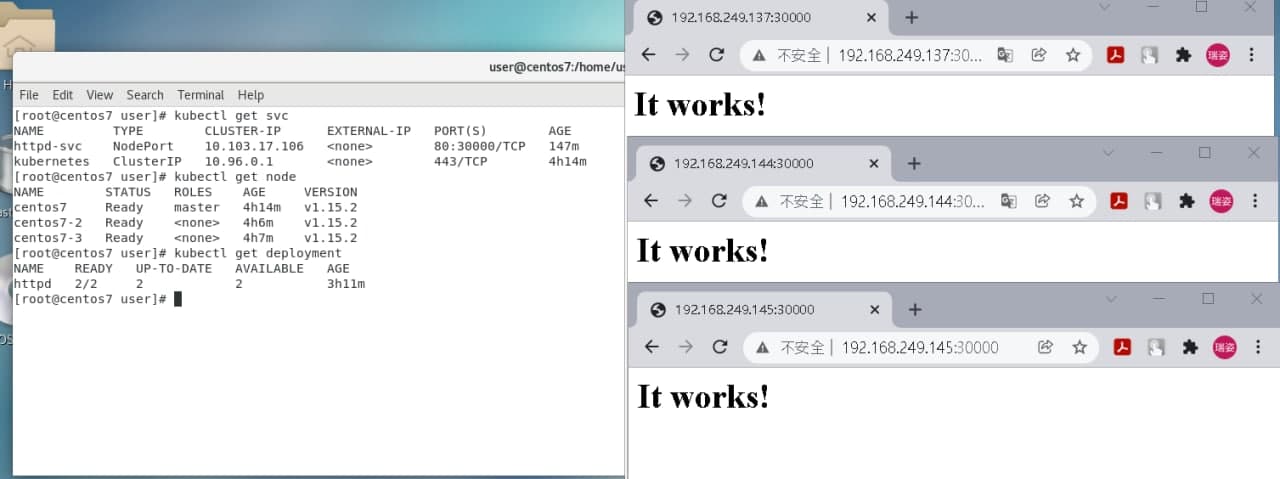 user@centos7:/home/us
File Edit View Search Terminal Help
[root@centos7 user]# kubectl get svc
NAME TYPE CLUSTER-IP EXTERNAL-IP PORT(S) AGE
httpd-svc NodePort 10.103.17.106 <none> 80:30000/TCP 147m
kubernetes ClusterIP 10.96.0.1 <none> 443/TCP 4h14m
[root@centos7 user]# kubectl get node
NAME STATUS ROLES AGE VERSION
centos7 Ready master 4h14m v1.15.2
centos7-2 Ready <none> 4h6m v1.15.2
centos7-3 Ready <none> 4h7m v1.15.2
[root@centos7 user]# kubectl get deployment
NAME READY UP-TO-DATE AVAILABLE AGE
httpd 2/2 2 2 3h11m
[root@centos7 user]#
192.168.249.137:30000
不安全 | 192.168.249.137:30... 瑞姿
It works!
192.168.249.144:30000
不安全 | 192.168.249.144:30... 瑞姿
It works!
192.168.249.145:30000
不安全 | 192.168.249.145:30000 瑞姿
It works!